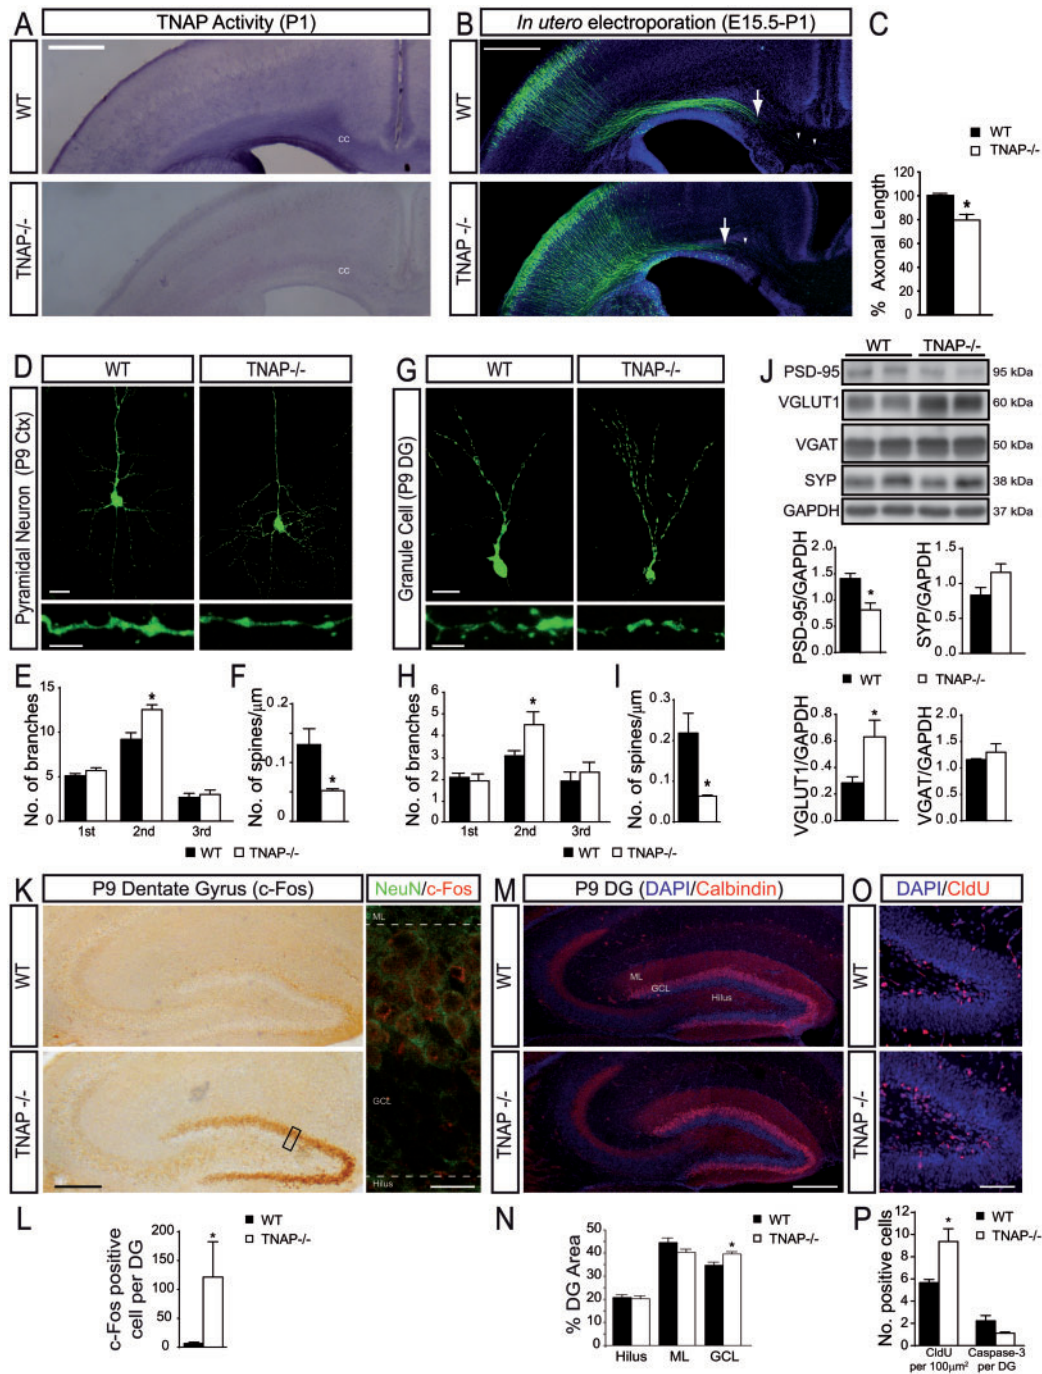 A
TNAP Activity (P1)
WT
cc
TNAP-/-
cc
B
In utero electroporation (E15.5-P1)
WT
TNAP -/-
C
WT
TNAP-/-
% Axonal Length
120
100
80
60
40
20
0
*
D
WT
TNAP-/-
Pyramidal Neuron (P9 Ctx)
G
WT
TNAP-/-
Granule Cell (P9 DG)
J
WT
TNAP-/-
PSD-95
95 kDa
VGLUT1
60 kDa
VGAT
50 kDa
SYP
38 kDa
GAPDH
37 kDa
PSD-95/GAPDH
2.0
1.5
1.0
0.5
0.0
*
SYP/GAPDH
1.5
1.0
0.5
0.0
WT
TNAP-/-
VGLUT1/GAPDH
0.8
0.6
0.4
0.2
0.0
*
VGAT/GAPDH
2.0
1.5
1.0
0.5
0.0
E
No. of branches
15
10
5
0
*
1st
2nd
3rd
F
No. of spines/μm
0.2
0.1
0
*
WT
TNAP-/-
H
No. of branches
6
5
4
3
2
1
0
*
1st
2nd
3rd
I
No. of spines/μm
0.3
0.2
0.1
0
*
WT
TNAP-/-
K
P9 Dentate Gyrus (c-Fos)
NeuN/c-Fos
WT
TNAP -/-
ML
GCL
Hilus
L
WT
TNAP-/-
c-Fos positive
cell per DG
200
150
100
50
0
*
M
P9 DG (DAPI/Calbindin)
WT
ML
GCL
Hilus
TNAP -/-
N
WT
TNAP-/-
% DG Area
50
40
30
20
0
*
Hilus
ML
GCL
O
DAPI/CldU
WT
TNAP -/-
P
WT
TNAP-/-
No. positive cells
12
10
8
6
4
2
0
*
CldU
per 100μm²
Caspase-3
per DG